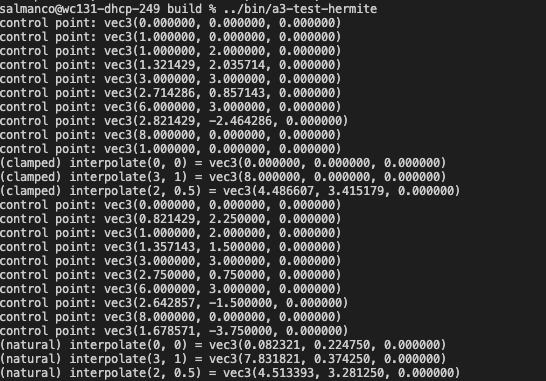 salmanco@wc131-dhcp-249 build % ../bin/a3-test-hermite
control point: vec3(0.000000, 0.000000, 0.000000)
control point: vec3(1.000000, 0.000000, 0.000000)
control point: vec3(1.000000, 2.000000, 0.000000)
control point: vec3(1.321429, 2.035714, 0.000000)
control point: vec3(3.000000, 3.000000, 0.000000)
control point: vec3(2.714286, 0.857143, 0.000000)
control point: vec3(6.000000, 3.000000, 0.000000)
control point: vec3(2.821429, -2.464286, 0.000000)
control point: vec3(8.000000, 0.000000, 0.000000)
control point: vec3(1.000000, 0.000000, 0.000000)
(clamped) interpolate(0, 0) = vec3(0.000000, 0.000000, 0.000000)
(clamped) interpolate(3, 1) = vec3(8.000000, 0.000000, 0.000000)
(clamped) interpolate(2, 0.5) = vec3(4.486607, 3.415179, 0.000000)
control point: vec3(0.000000, 0.000000, 0.000000)
control point: vec3(0.821429, 2.250000, 0.000000)
control point: vec3(1.000000, 2.000000, 0.000000)
control point: vec3(1.357143, 1.500000, 0.000000)
control point: vec3(3.000000, 3.000000, 0.000000)
control point: vec3(2.750000, 0.750000, 0.000000)
control point: vec3(6.000000, 3.000000, 0.000000)
control point: vec3(2.642857, -1.500000, 0.000000)
control point: vec3(8.000000, 0.000000, 0.000000)
control point: vec3(1.678571, -3.750000, 0.000000)
(natural) interpolate(0, 0) = vec3(0.082321, 0.224750, 0.000000)
(natural) interpolate(3, 1) = vec3(7.831821, 0.374250, 0.000000)
(natural) interpolate(2, 0.5) = vec3(4.513393, 3.281250, 0.000000)